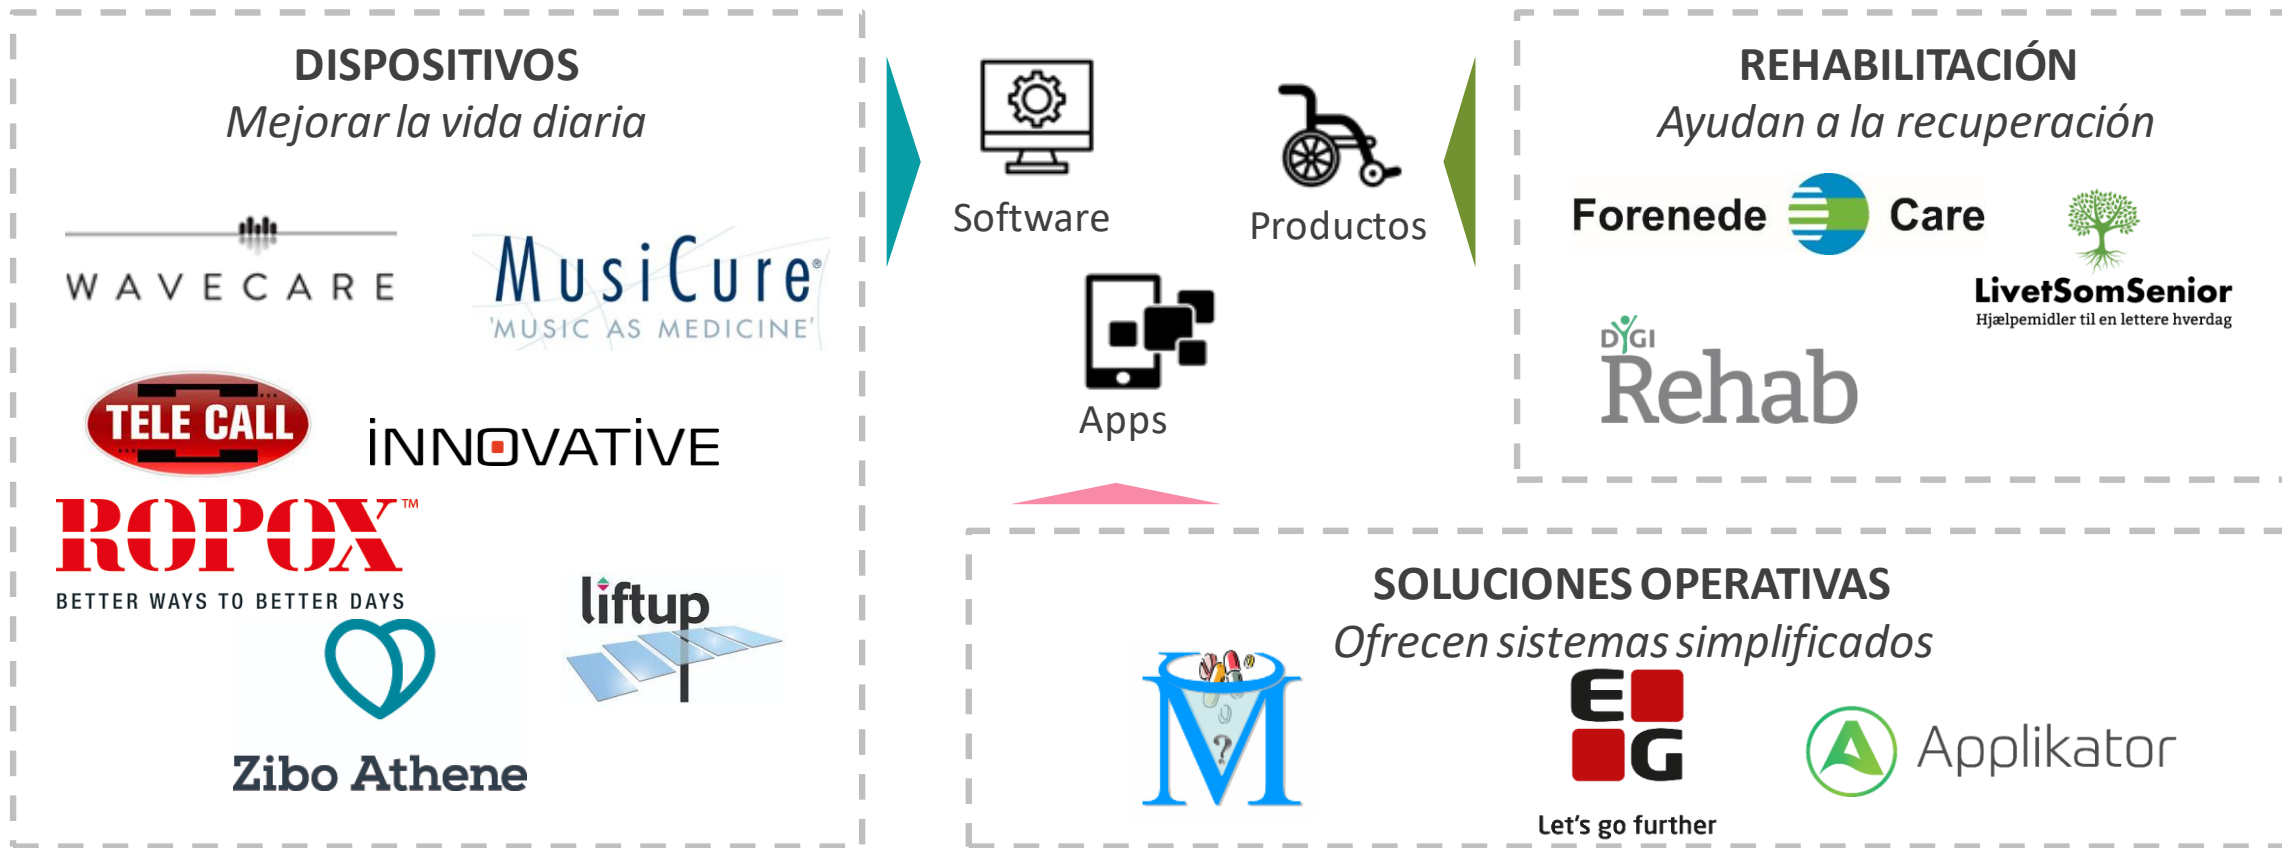 DISPOSITIVOS
Mejorar la vida diaria
WAVECARE
MusiCure®
'MUSIC AS MEDICINE'
TELE CALL
iNNOVATiVE
ROPOX™
BETTER WAYS TO BETTER DAYS
liftup
Zibo Athene
Software
Productos
Apps
REHABILITACIÓN
Ayudan a la recuperación
Forenede Care
LivetSomSenior
Hjælpemidler til en lettere hverdag
DYGI
Rehab
SOLUCIONES OPERATIVAS
Ofrecen sistemas simplificados
M
?
EG
Let's go further
A Applikator